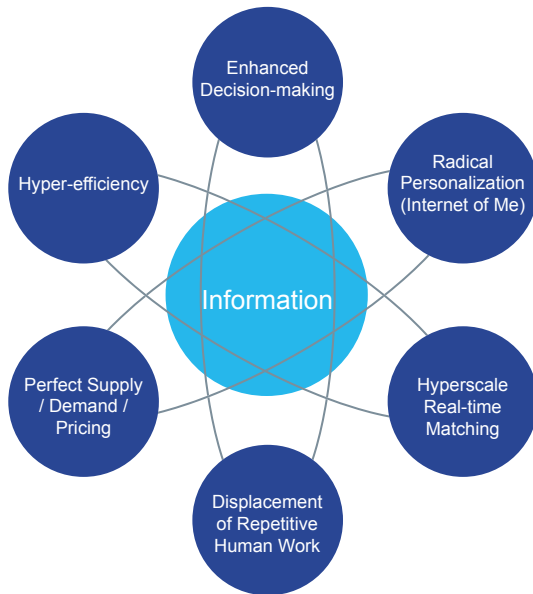 Enhanced
Decision-making
Hyper-efficiency
Radical
Personalization
(Internet of Me)
Information
Perfect Supply
/ Demand /
Pricing
Hyperscale
Real-time
Matching
Displacement
of Repetitive
Human Work